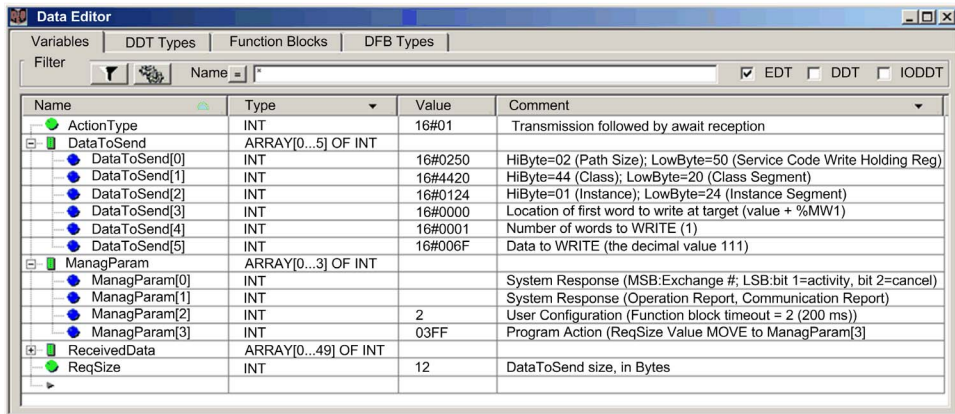 Data Editor
Variables DDT Types Function Blocks DFB Types
Filter
Name = * EDT DDT IODDT
Name Type Value Comment
ActionType INT 16#01 Transmission followed by await reception
DataToSend ARRAY[0...5] OF INT
DataToSend[0] INT 16#0250 HiByte=02 (Path Size); LowByte=50 (Service Code Write Holding Reg)
DataToSend[1] INT 16#4420 HiByte=44 (Class); LowByte=20 (Class Segment)
DataToSend[2] INT 16#0124 HiByte=01 (Instance); LowByte=24 (Instance Segment)
DataToSend[3] INT 16#0000 Location of first word to write at target (value + %MW1)
DataToSend[4] INT 16#0001 Number of words to WRITE (1)
DataToSend[5] INT 16#006F Data to WRITE (the decimal value 111)
ManagParam ARRAY[0...3] OF INT
ManagParam[0] INT System Response (MSB:Exchange #; LSB:bit 1=activity, bit 2=cancel)
ManagParam[1] INT System Response (Operation Report, Communication Report)
ManagParam[2] INT 2 User Configuration (Function block timeout = 2 (200 ms))
ManagParam[3] INT 03FF Program Action (ReqSize Value MOVE to ManagParam[3]
ReceivedData ARRAY[0...49] OF INT
ReqSize INT 12 DataToSend size, in Bytes